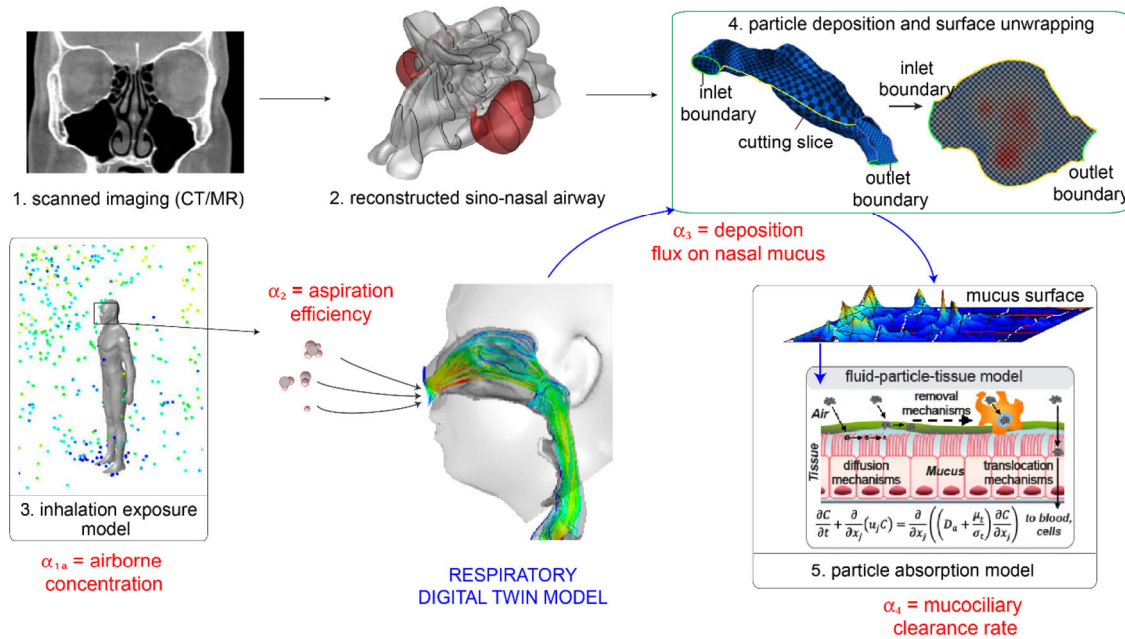 4. particle deposition and surface unwrapping
inlet
boundary
cutting slice
outlet
boundary
inlet
boundary
outlet
boundary
1. scanned imaging (CT/MR)
2. reconstructed sino-nasal airway
α₃ = deposition
flux on nasal mucus
α₂ = aspiration
efficiency
3. inhalation exposure
model
α₁ₐ = airborne
concentration
RESPIRATORY
DIGITAL TWIN MODEL
mucus surface
fluid-particle-tissue model
removal
mechanisms
Air
Tissue
diffusion
mechanisms
Mucus
translocation
mechanisms
∂C/∂t + ∂/∂xⱼ(uⱼC) = ∂/∂xⱼ((Dₐ + μₜ/σₜ)∂C/∂xⱼ)
to blood,
cells
5. particle absorption model
α₄ = mucociliary
clearance rate